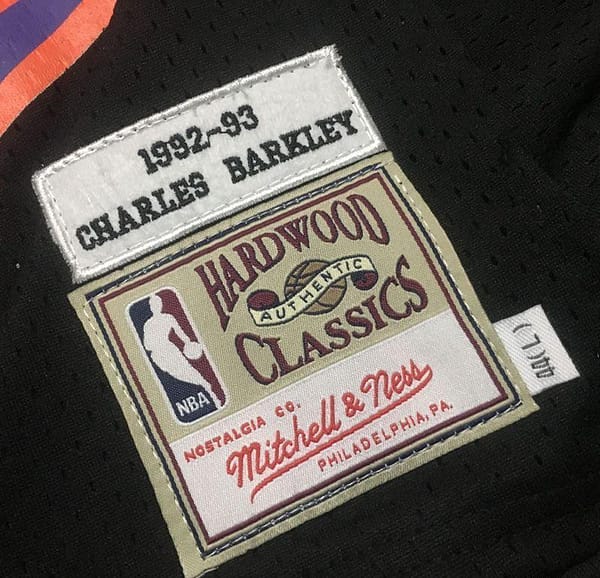 1992-93
CHARLES BARKLEY
HARDWOOD
AUTHENTIC
CLASSICS
NBA
NOSTALGIA CO.
Mitchell & Ness
PHILADELPHIA, PA.
44(L)